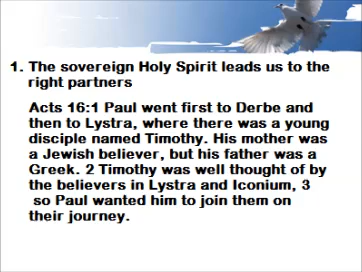 1. The sovereign Holy Spirit leads us to the
right partners
Acts 16:1 Paul went first to Derbe and
then to Lystra, where there was a young
disciple named Timothy. His mother was
a Jewish believer, but his father was a
Greek. 2 Timothy was well thought of by
the believers in Lystra and Iconium, 3
so Paul wanted him to join them on
their journey.